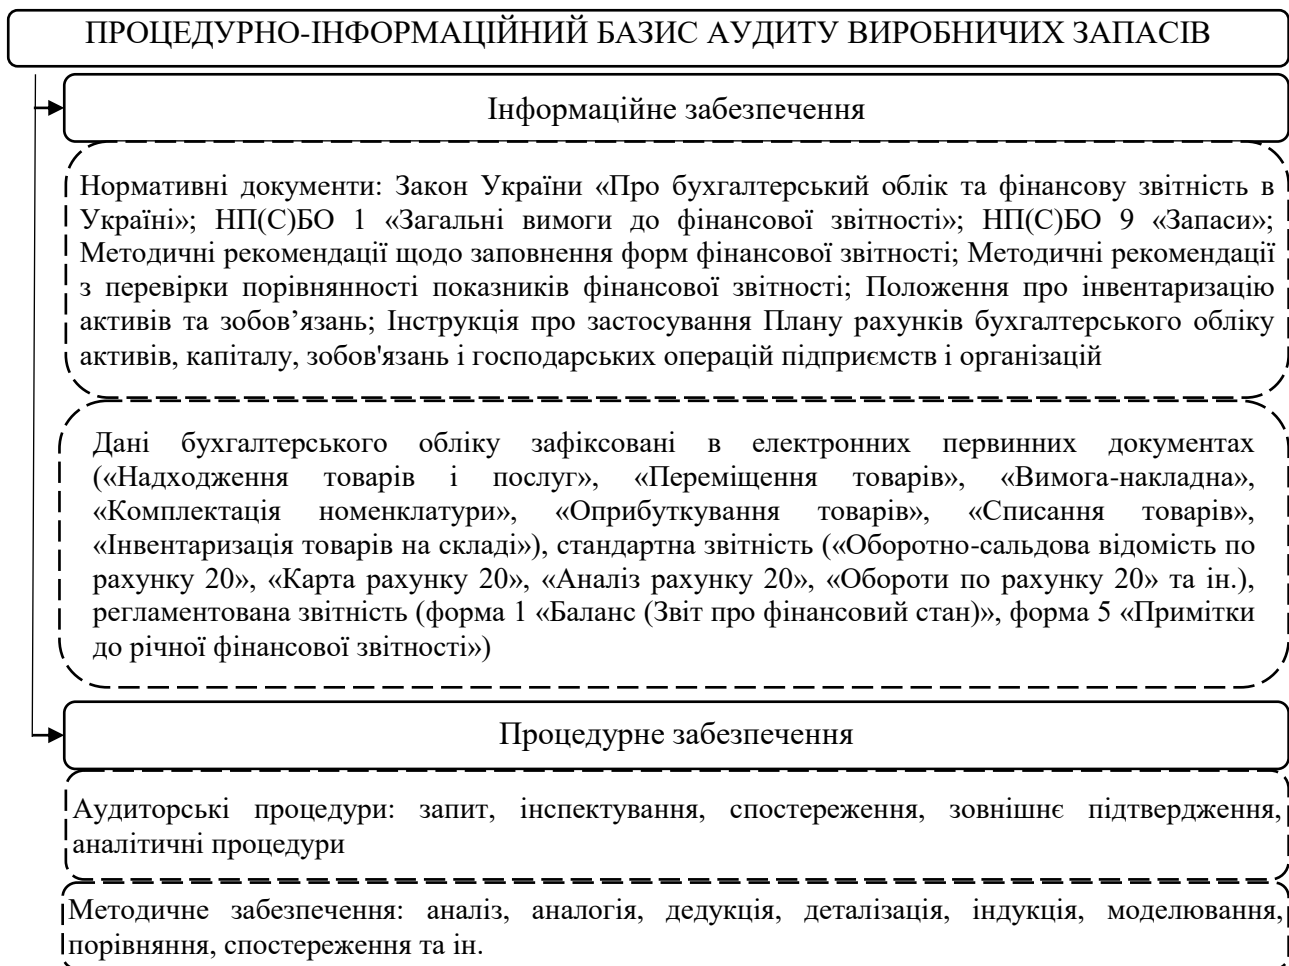 ПРОЦЕДУРНО-ІНФОРМАЦІЙНИЙ БАЗИС АУДИТУ ВИРОБНИЧИХ ЗАПАСІВ
Інформаційне забезпечення
Нормативні документи: Закон України «Про бухгалтерський облік та фінансову звітність в
Україні»; НП(С)БО 1 «Загальні вимоги до фінансової звітності»; НП(С)БО 9 «Запаси»;
Методичні рекомендації щодо заповнення форм фінансової звітності; Методичні рекомендації
з перевірки порівнянності показників фінансової звітності; Положення про інвентаризацію
активів та зобов’язань; Інструкція про застосування Плану рахунків бухгалтерського обліку
активів, капіталу, зобов'язань і господарських операцій підприємств і організацій
Дані бухгалтерського обліку зафіксовані в електронних первинних документах
(«Надходження товарів і послуг», «Переміщення товарів», «Вимога-накладна»,
«Комплектація номенклатури», «Оприбуткування товарів», «Списання товарів»,
«Інвентаризація товарів на складі»), стандартна звітність («Оборотно-сальдова відомість по
рахунку 20», «Карта рахунку 20», «Аналіз рахунку 20», «Обороти по рахунку 20» та ін.),
регламентована звітність (форма 1 «Баланс (Звіт про фінансовий стан)», форма 5 «Примітки
до річної фінансової звітності»)
Процедурне забезпечення
Аудиторські процедури: запит, інспектування, спостереження, зовнішнє підтвердження,
аналітичні процедури
Методичне забезпечення: аналіз, аналогія, дедукція, деталізація, індукція, моделювання,
порівняння, спостереження та ін.